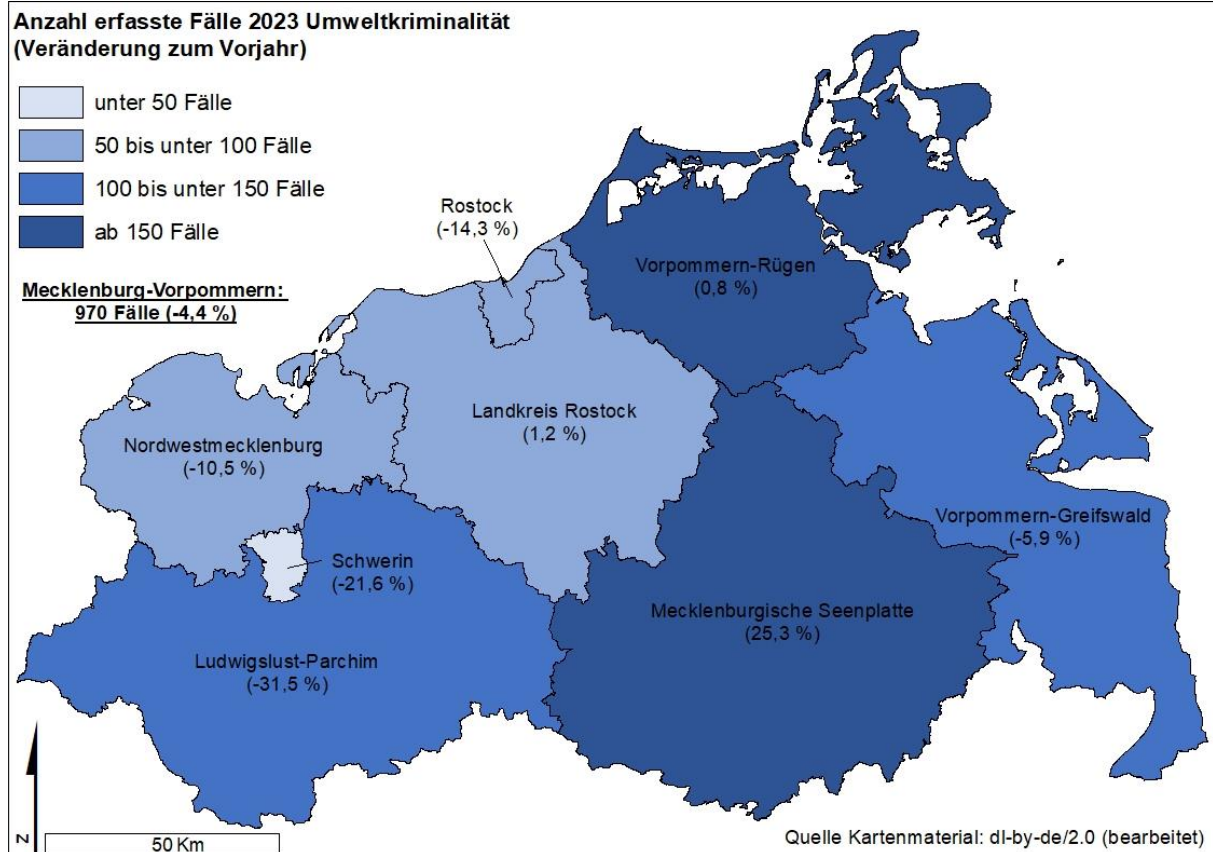 Anzahl erfasste Fälle 2023 Umweltkriminalität
(Veränderung zum Vorjahr)
unter 50 Fälle
50 bis unter 100 Fälle
100 bis unter 150 Fälle
ab 150 Fälle
Mecklenburg-Vorpommern:
970 Fälle (-4,4 %)
Rostock
(-14,3 %)
Vorpommern-Rügen
(0,8 %)
Landkreis Rostock
(1,2 %)
Nordwestmecklenburg
(-10,5 %)
Vorpommern-Greifswald
(-5,9 %)
Schwerin
(-21,6 %)
Mecklenburgische Seenplatte
(25,3 %)
Ludwigslust-Parchim
(-31,5 %)
N
50 Km
Quelle Kartenmaterial: dl-by-de/2.0 (bearbeitet)